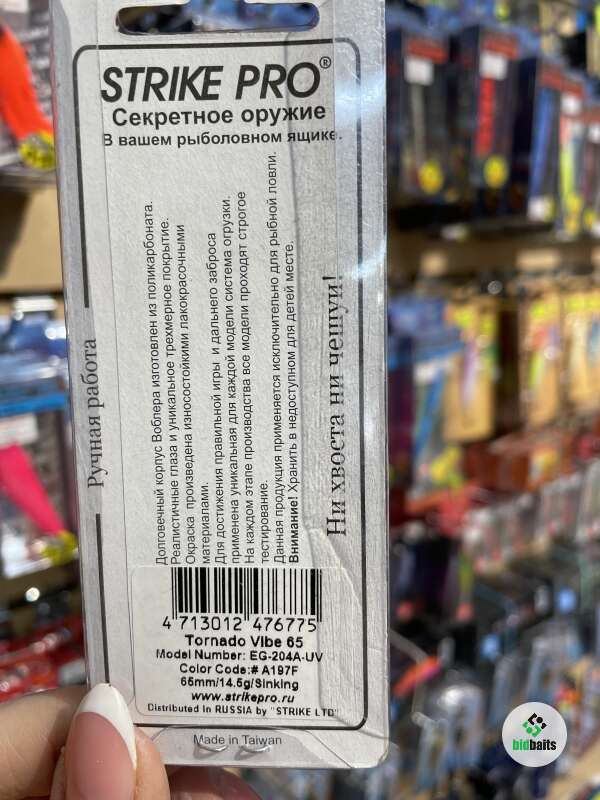 STRIKE PRO®
Секретное оружие
В вашем рыболовном ящике.
Ручная работа
Долговечный корпус Воблера изготовлен из поликарбоната.
Реалистичные глаза и уникальное трехмерное покрытие.
Окраска произведена износостойкими лакокрасочными
материалами.
Для достижения правильной игры и дальнего заброса
применена уникальная для каждой модели система огрузки.
На каждом этапе производства все модели проходят строгое
тестирование.
Данная продукция применяется исключительно для рыбной ловли.
Внимание! Хранить в недоступном для детей месте.
Ни хвоста ни чешуи!
4 713012 476775
Tornado Vibe 65
Model Number: EG-204A-UV
Color Code:# A197F
65mm/14.5g/Sinking
www.strikepro.ru
Distributed in RUSSIA by "STRIKE LTD"
Made in Taiwan
bidbaits